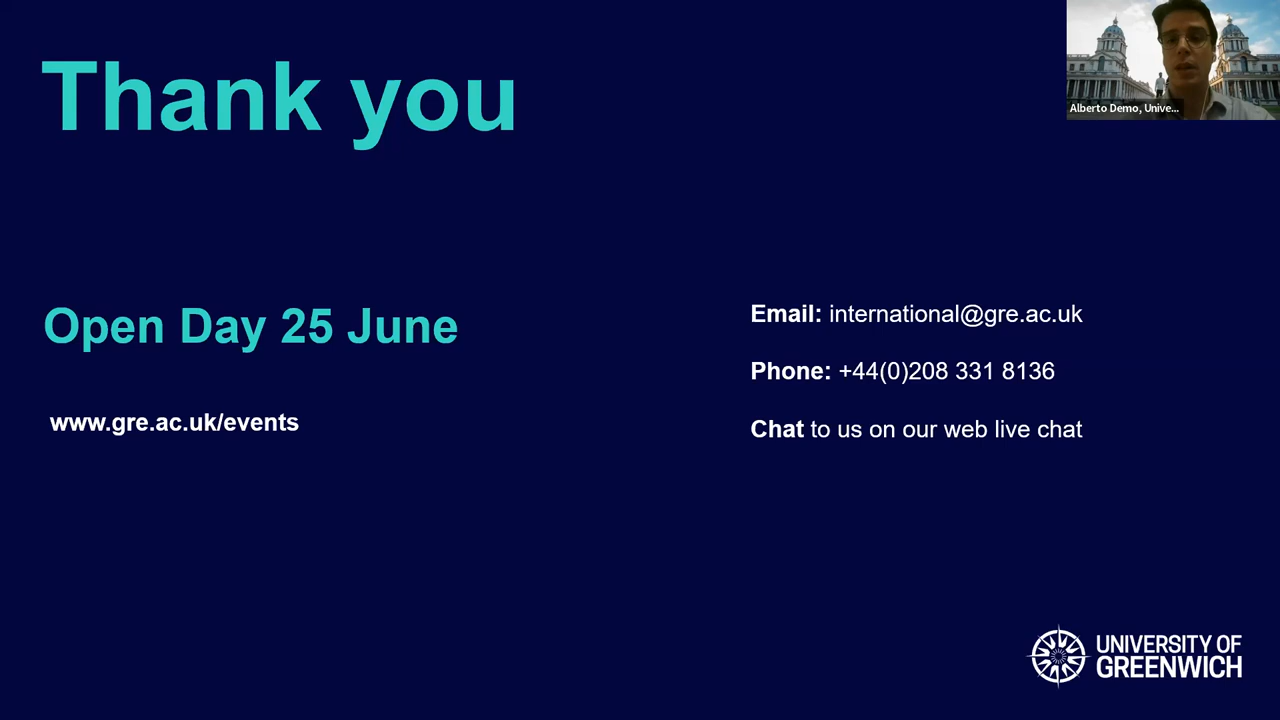 Thank you
Alberto Demo, Unive...
Open Day 25 June
www.gre.ac.uk/events
Email: international@gre.ac.uk
Phone: +44(0)208 331 8136
Chat to us on our web live chat
UNIVERSITY OF
GREENWICH